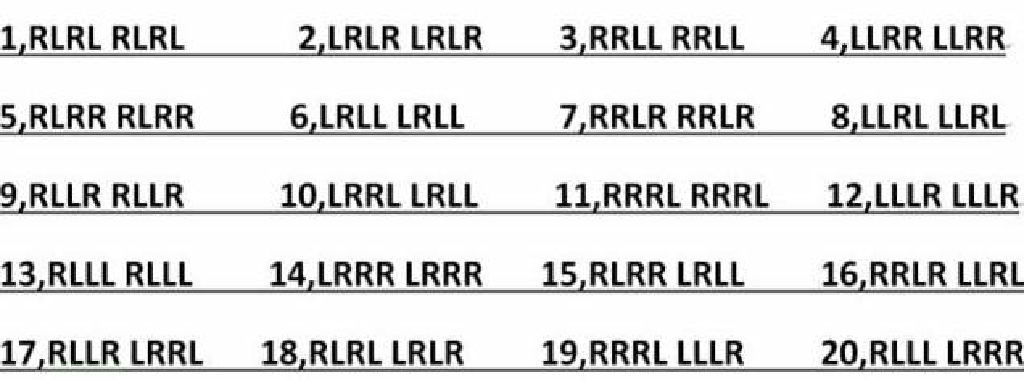 1,RLRL RLRL 2,LRLR LRLR 3,RRLL RRLL 4,LLRR LLRR
5,RLRR RLRR 6,LRLL LRLL 7,RRLR RRLR 8,LLRL LLRL
9,RLLR RLLR 10,LRRL LRLL 11,RRRL RRRL 12,LLLR LLLR
13,RLLL RLLL 14,LRRR LRRR 15,RLRR LRLL 16,RRLR LLRL
17,RLLR LRRL 18,RLRL LRLR 19,RRRL LLLR 20,RLLL LRRR